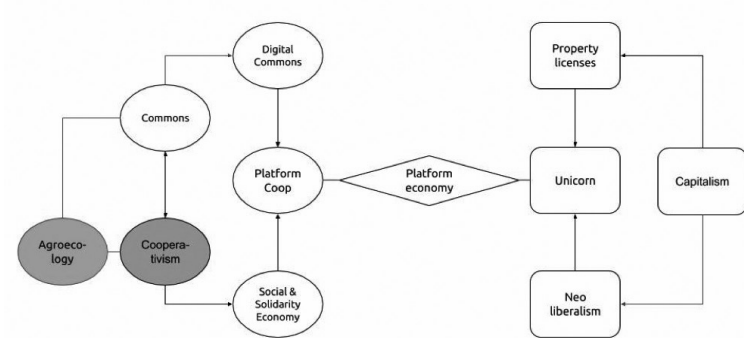 Digital
Commons
Property
licenses
Commons
Platform
Coop
Platform
economy
Unicorn
Capitalism
Agroeco-
logy
Coopera-
tivism
Social &
Solidarity
Economy
Neo
liberalism